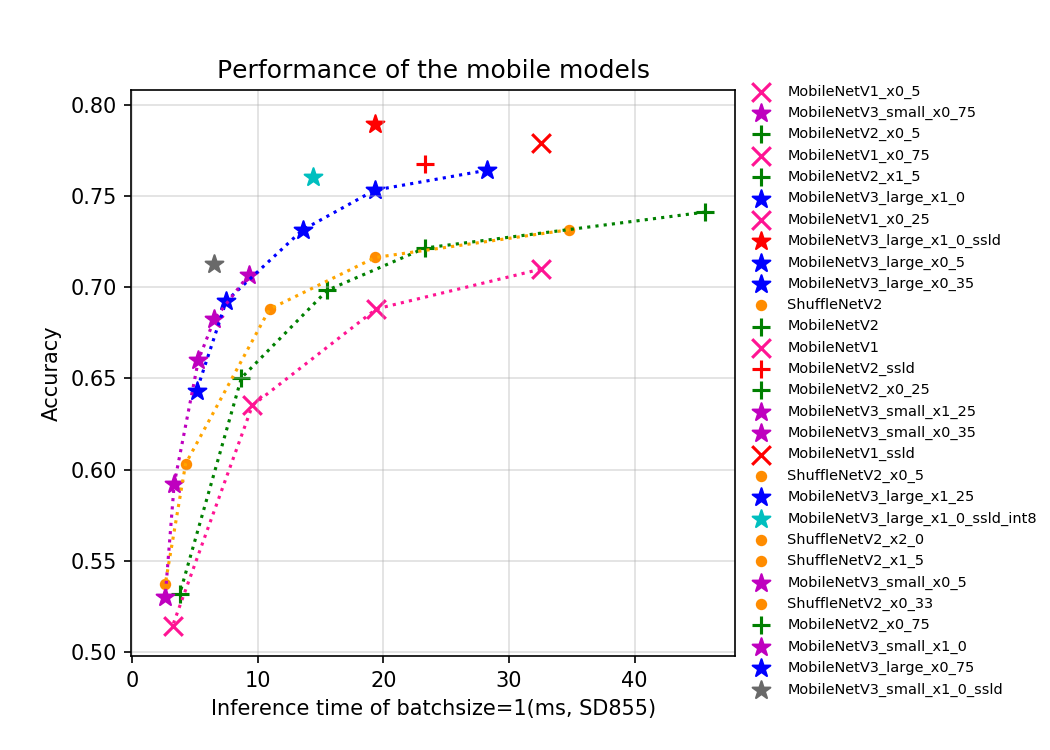 Performance of the mobile models
0.80
0.75
0.70
0.65
0.60
0.55
0.50
Accuracy
0
10
20
30
40
Inference time of batchsize=1(ms, SD855)
MobileNetV1_x0_5
MobileNetV3_small_x0_75
MobileNetV2_x0_5
MobileNetV1_x0_75
MobileNetV2_x1_5
MobileNetV3_large_x1_0
MobileNetV1_x0_25
MobileNetV3_large_x1_0_ssld
MobileNetV3_large_x0_5
MobileNetV3_large_x0_35
ShuffleNetV2
MobileNetV2
MobileNetV1
MobileNetV2_ssld
MobileNetV2_x0_25
MobileNetV3_small_x1_25
MobileNetV3_small_x0_35
MobileNetV1_ssld
ShuffleNetV2_x0_5
MobileNetV3_large_x1_25
MobileNetV3_large_x1_0_ssld_int8
ShuffleNetV2_x2_0
ShuffleNetV2_x1_5
MobileNetV3_small_x0_5
ShuffleNetV2_x0_33
MobileNetV2_x0_75
MobileNetV3_small_x1_0
MobileNetV3_large_x0_75
MobileNetV3_small_x1_0_ssld